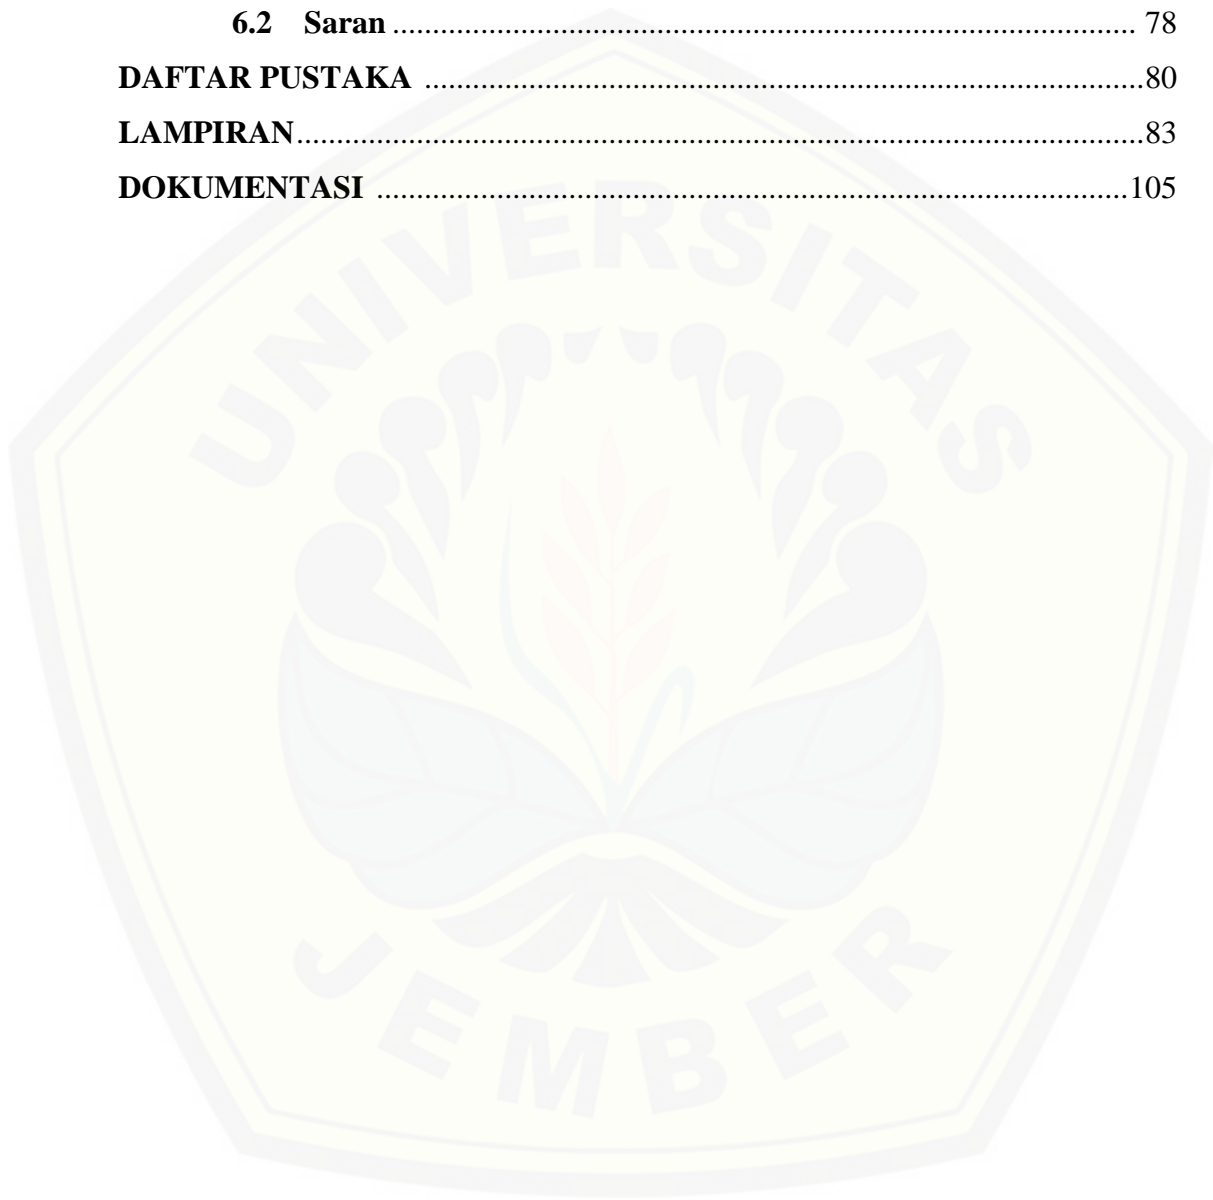 6.2 Saran ........................................................................................ 78
DAFTAR PUSTAKA ........................................................................................80
LAMPIRAN........................................................................................83
DOKUMENTASI ........................................................................................105
UNIVERSITAS
JEMBER